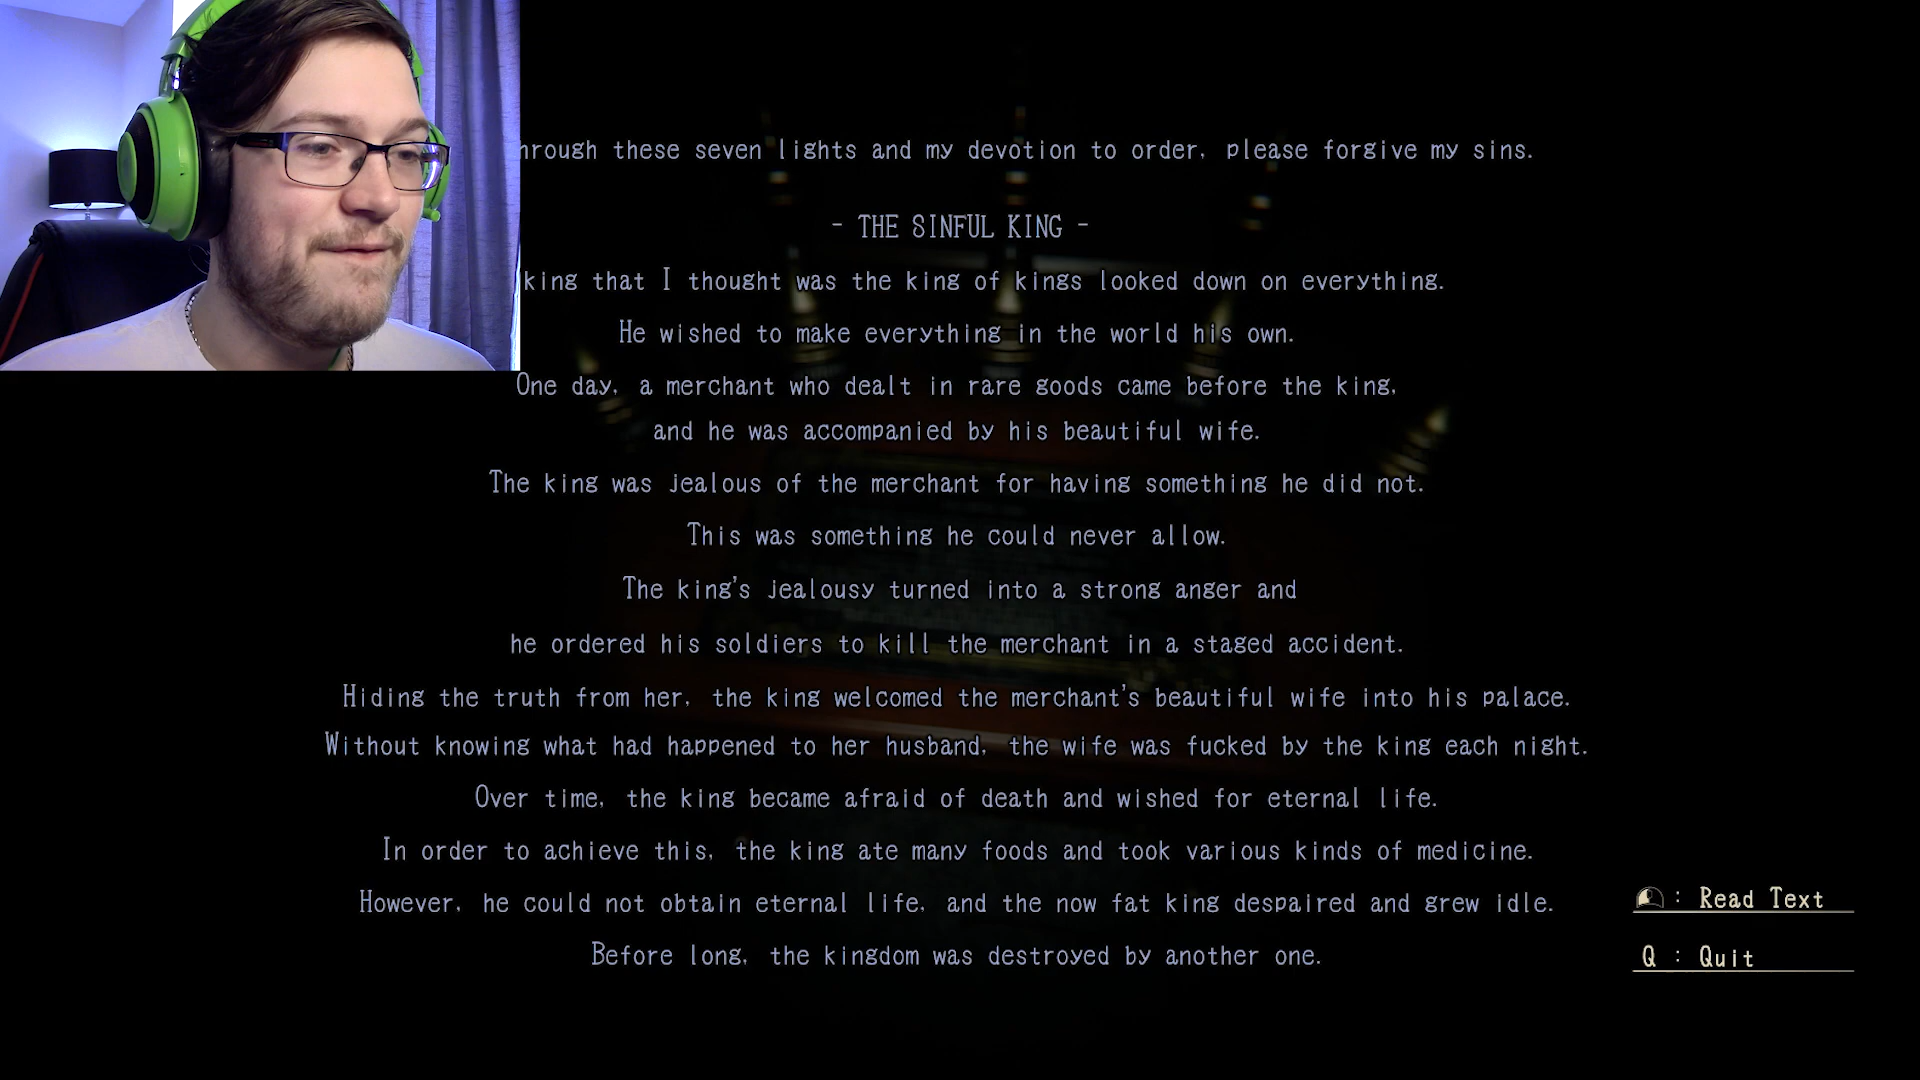 through these seven lights and my devotion to order, please forgive my sins.
- THE SINFUL KING -
king that I thought was the king of kings looked down on everything.
He wished to make everything in the world his own.
One day, a merchant who dealt in rare goods came before the king,
and he was accompanied by his beautiful wife.
The king was jealous of the merchant for having something he did not.
This was something he could never allow.
The king's jealousy turned into a strong anger and
he ordered his soldiers to kill the merchant in a staged accident.
Hiding the truth from her, the king welcomed the merchant's beautiful wife into his palace.
Without knowing what had happened to her husband, the wife was fucked by the king each night.
Over time, the king became afraid of death and wished for eternal life.
In order to achieve this, the king ate many foods and took various kinds of medicine.
However, he could not obtain eternal life, and the now fat king despaired and grew idle.
Before long, the kingdom was destroyed by another one.
: Read Text
Q : Quit